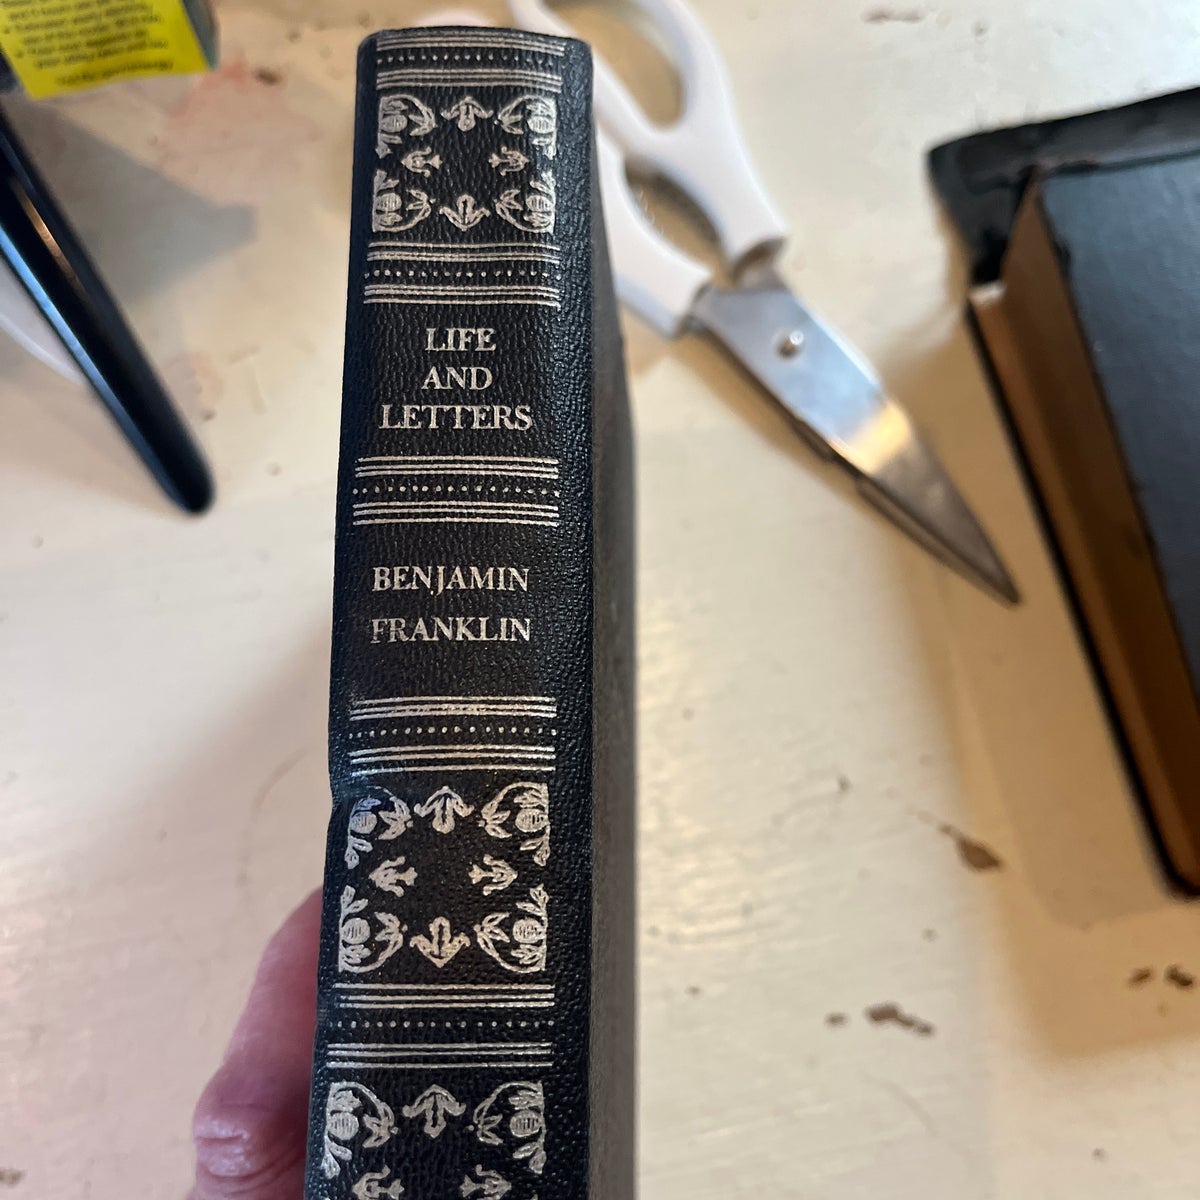 LIFE
AND
LETTERS
BENJAMIN
FRANKLIN